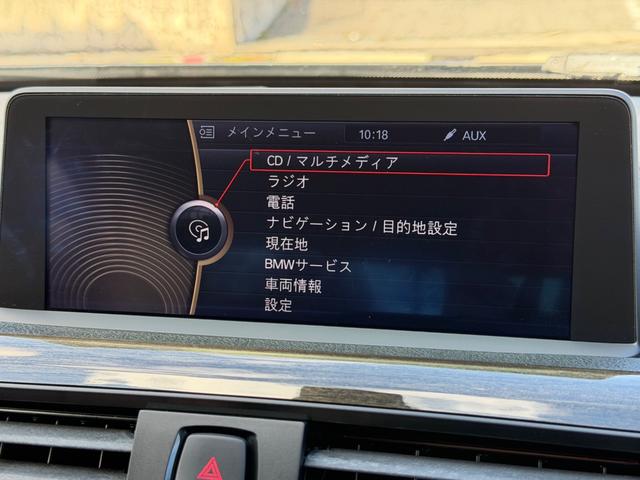 メインメニュー 10:18 AUX
CD / マルチメディア
ラジオ
電話
ナビゲーション / 目的地設定
現在地
BMWサービス
車両情報
設定